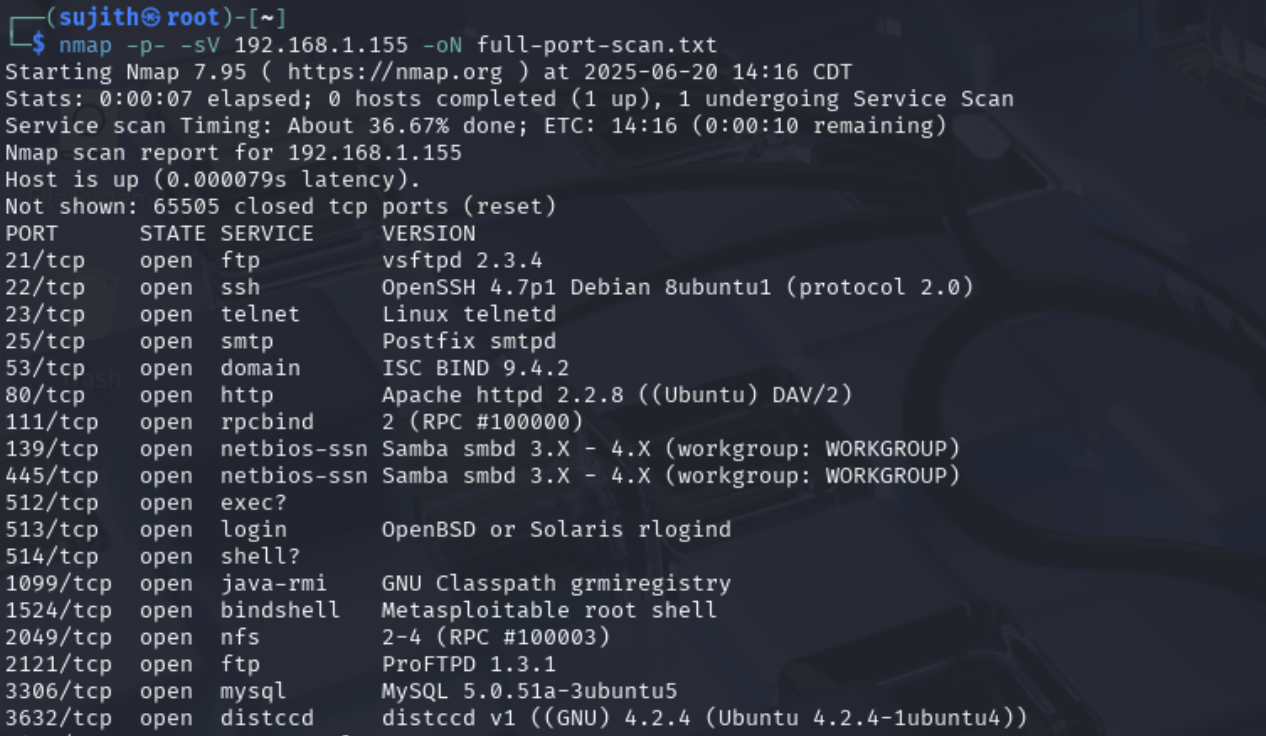 (sujith㉿root)-[~]
$ nmap -p- -sV 192.168.1.155 -oN full-port-scan.txt
Starting Nmap 7.95 ( https://nmap.org ) at 2025-06-20 14:16 CDT
Stats: 0:00:07 elapsed; 0 hosts completed (1 up), 1 undergoing Service Scan
Service scan Timing: About 36.67% done; ETC: 14:16 (0:00:10 remaining)
Nmap scan report for 192.168.1.155
Host is up (0.000079s latency).
Not shown: 65505 closed tcp ports (reset)
PORT     STATE SERVICE     VERSION
21/tcp   open  ftp         vsftpd 2.3.4
22/tcp   open  ssh         OpenSSH 4.7p1 Debian 8ubuntu1 (protocol 2.0)
23/tcp   open  telnet      Linux telnetd
25/tcp   open  smtp        Postfix smtpd
53/tcp   open  domain      ISC BIND 9.4.2
80/tcp   open  http        Apache httpd 2.2.8 ((Ubuntu) DAV/2)
111/tcp  open  rpcbind     2 (RPC #100000)
139/tcp  open  netbios-ssn Samba smbd 3.X - 4.X (workgroup: WORKGROUP)
445/tcp  open  netbios-ssn Samba smbd 3.X - 4.X (workgroup: WORKGROUP)
512/tcp  open  exec?
513/tcp  open  login       OpenBSD or Solaris rlogind
514/tcp  open  shell?
1099/tcp open  java-rmi    GNU Classpath grmiregistry
1524/tcp open  bindshell   Metasploitable root shell
2049/tcp open  nfs         2-4 (RPC #100003)
2121/tcp open  ftp         ProFTPD 1.3.1
3306/tcp open  mysql       MySQL 5.0.51a-3ubuntu5
3632/tcp open  distccd     distccd v1 ((GNU) 4.2.4 (Ubuntu 4.2.4-1ubuntu4))